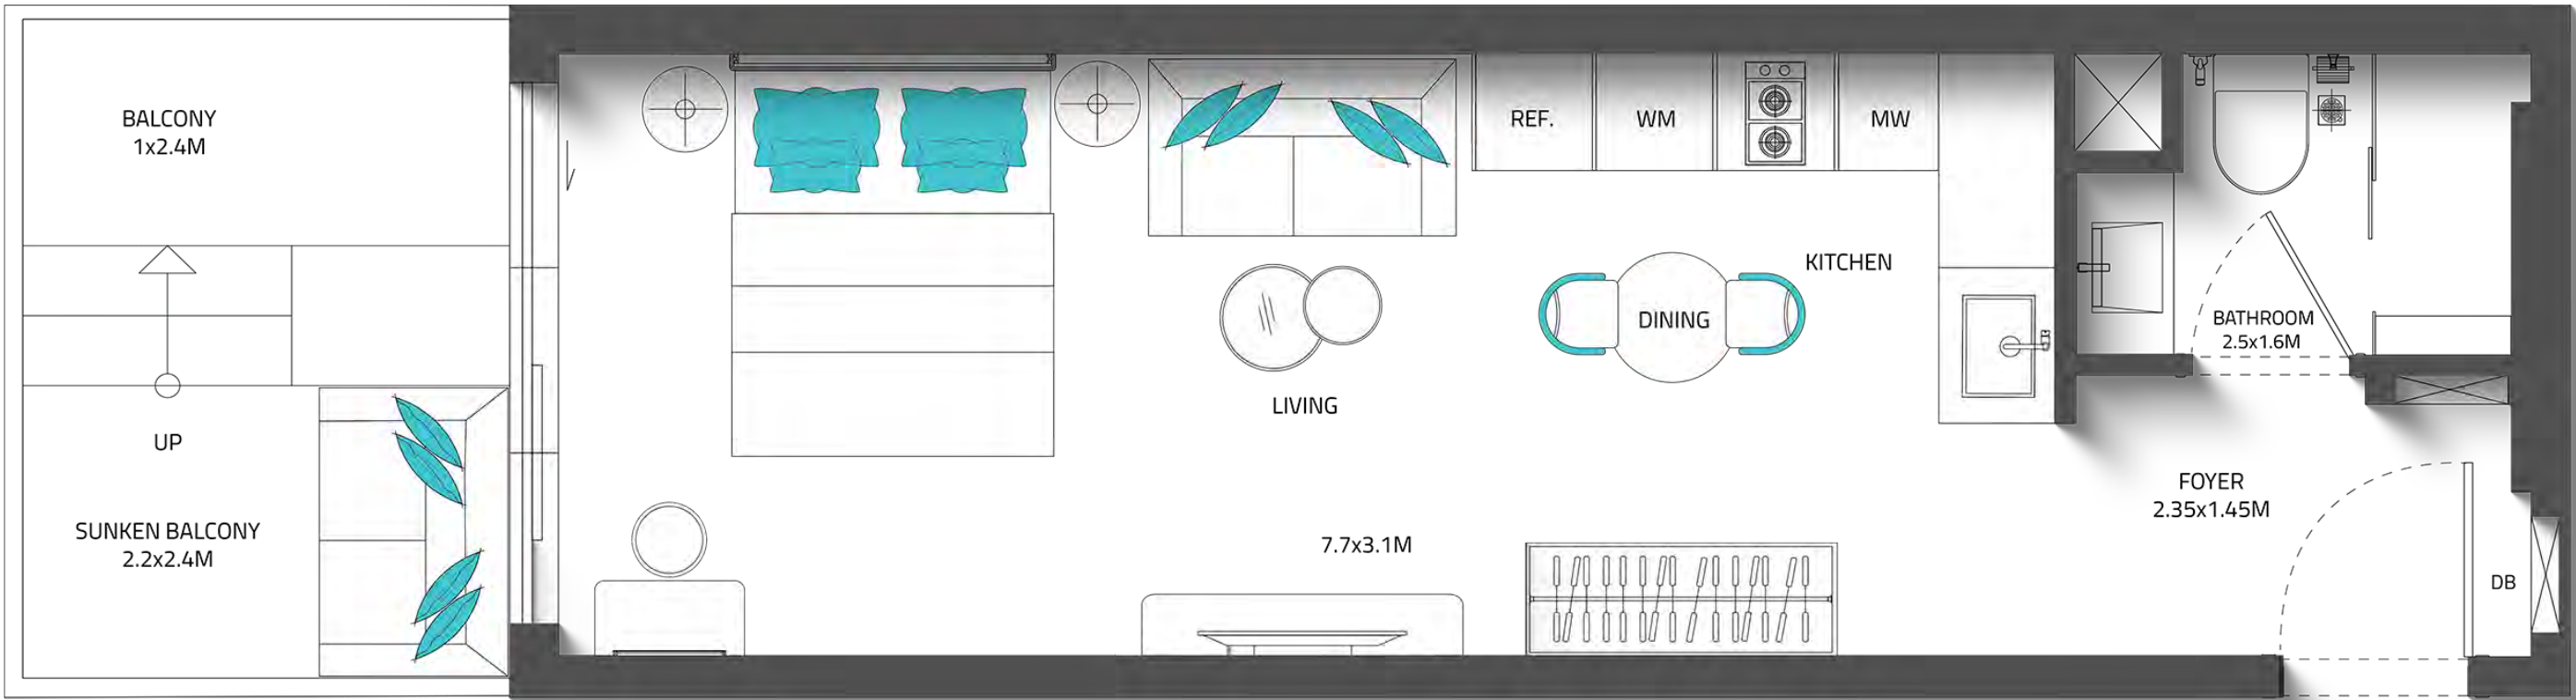 BALCONY
1x2.4M
UP
SUNKEN BALCONY
2.2x2.4M
LIVING
7.7x3.1M
REF.
WM
MW
KITCHEN
DINING
BATHROOM
2.5x1.6M
FOYER
2.35x1.45M
DB